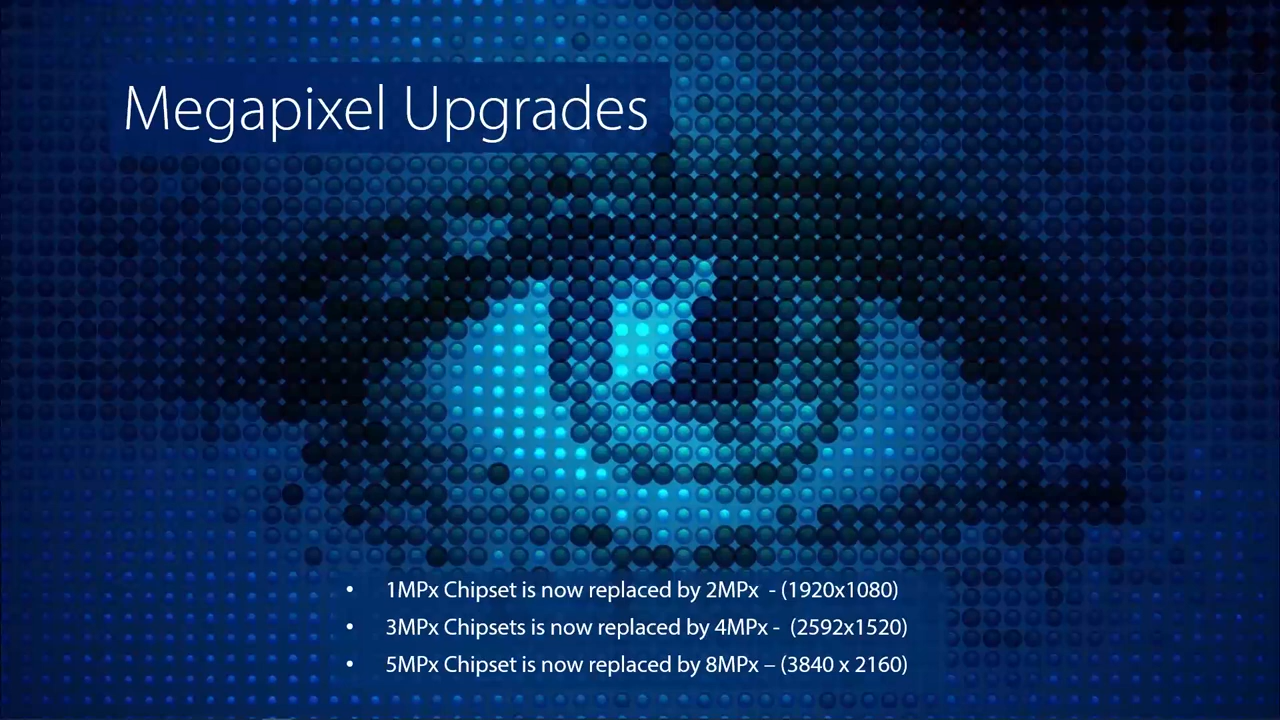 Megapixel Upgrades
• 1MPx Chipset is now replaced by 2MPx - (1920x1080)
• 3MPx Chipsets is now replaced by 4MPx - (2592x1520)
• 5MPx Chipset is now replaced by 8MPx – (3840 x 2160)